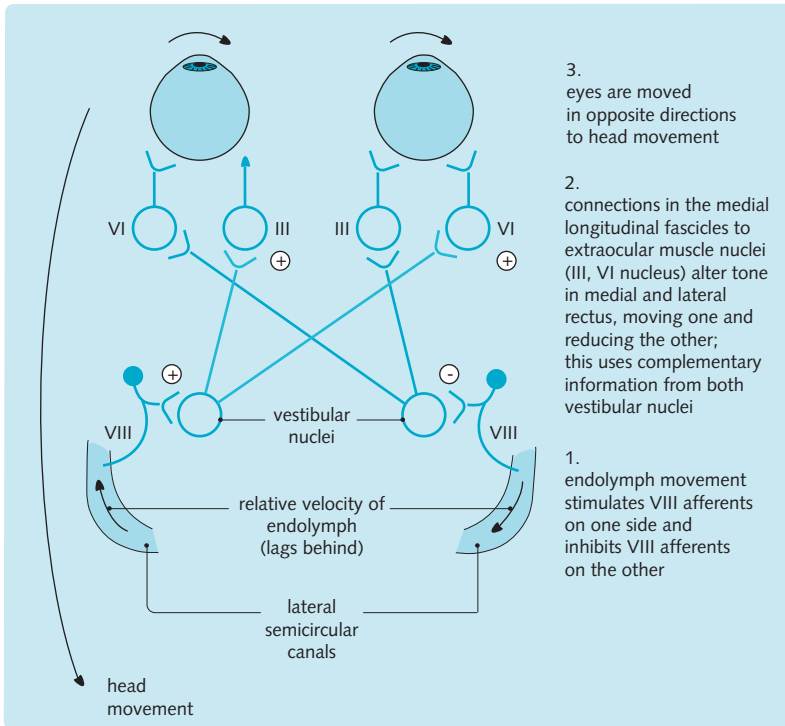 3.
eyes are moved
in opposite directions
to head movement
VI
III
III
VI
+
+
2.
connections in the medial
longitudinal fascicles to
extraocular muscle nuclei
(III, VI nucleus) alter tone
in medial and lateral
rectus, moving one and
reducing the other;
this uses complementary
information from both
vestibular nuclei
+
-
VIII
vestibular
nuclei
VIII
1.
endolymph movement
stimulates VIII afferents
on one side and
inhibits VIII afferents
on the other
relative velocity of
endolymph
(lags behind)
lateral
semicircular
canals
head
movement